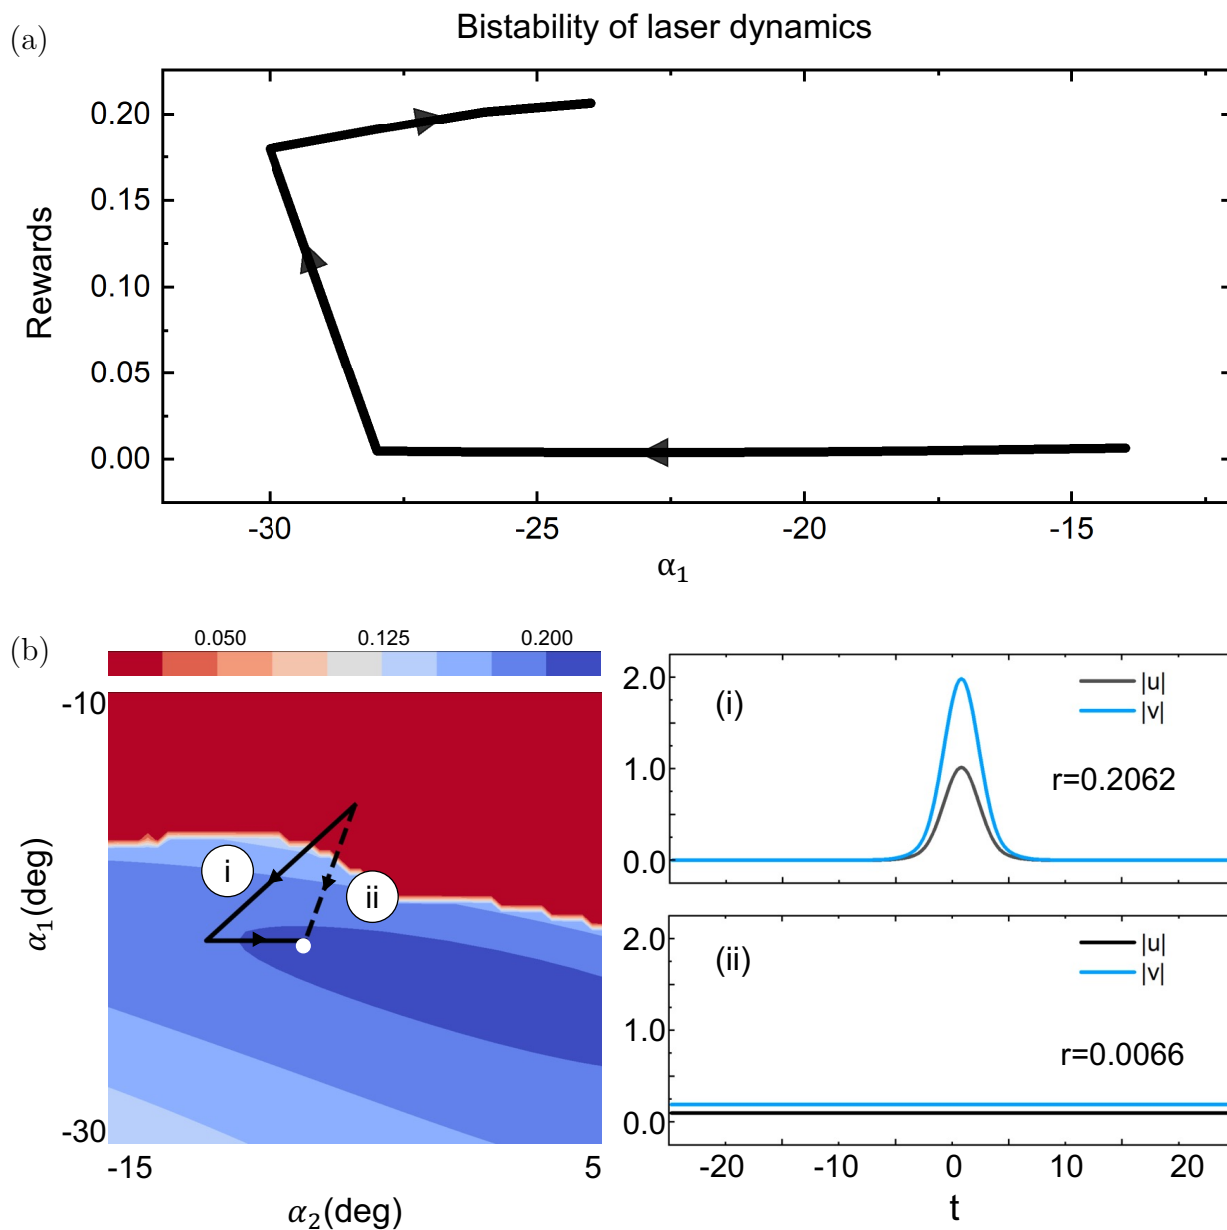 (a)
Bistability of laser dynamics
0.20
0.15
0.10
0.05
0.00
Rewards
-30
-25
-20
-15
α₁
(b)
0.050
0.125
0.200
-10
-30
α₁(deg)
i
ii
-15
5
α₂(deg)
2.0
1.0
0.0
(i)
|u|
|v|
r=0.2062
2.0
1.0
0.0
(ii)
|u|
|v|
r=0.0066
-20
-10
0
10
20
t